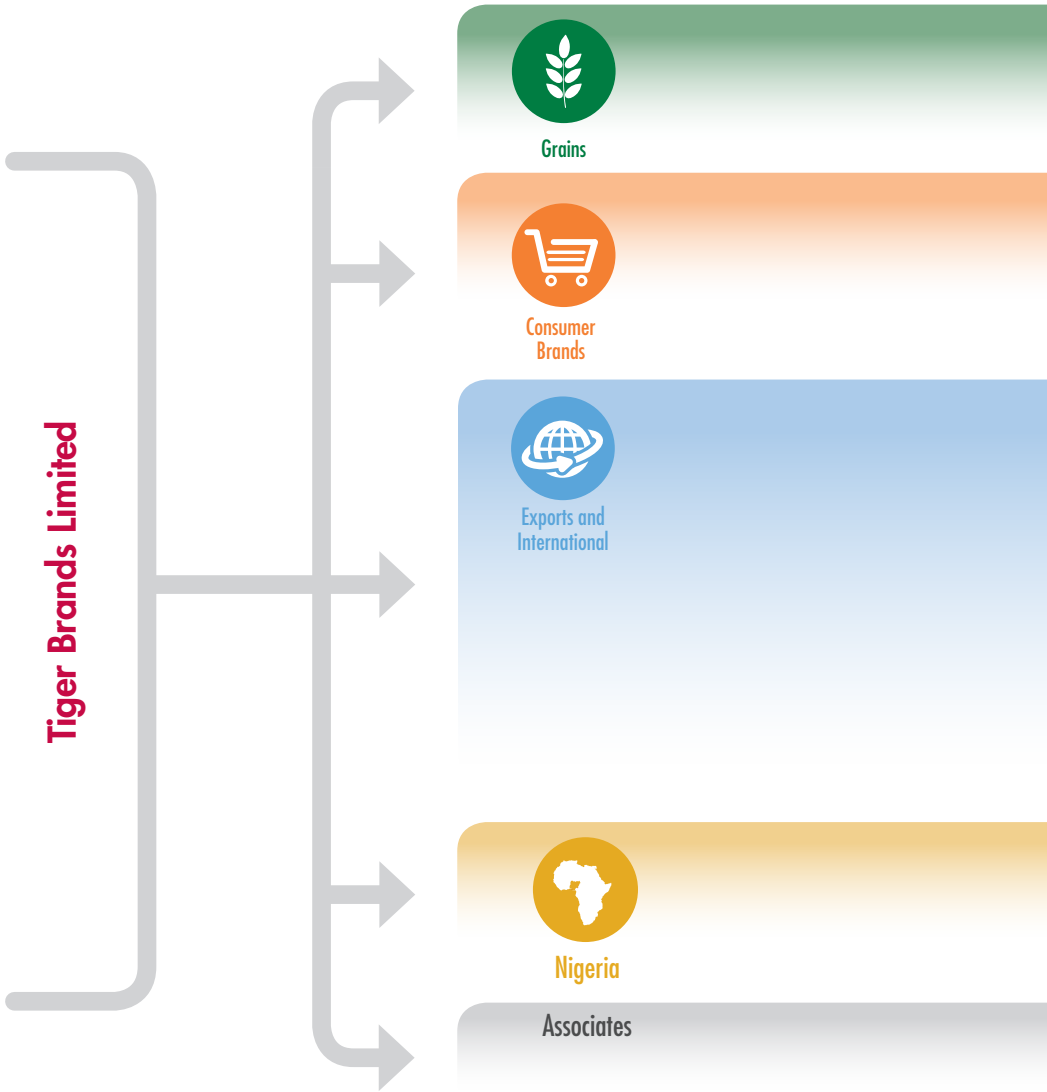 Tiger Brands Limited
Grains
Consumer
Brands
Exports and
International
Nigeria
Associates